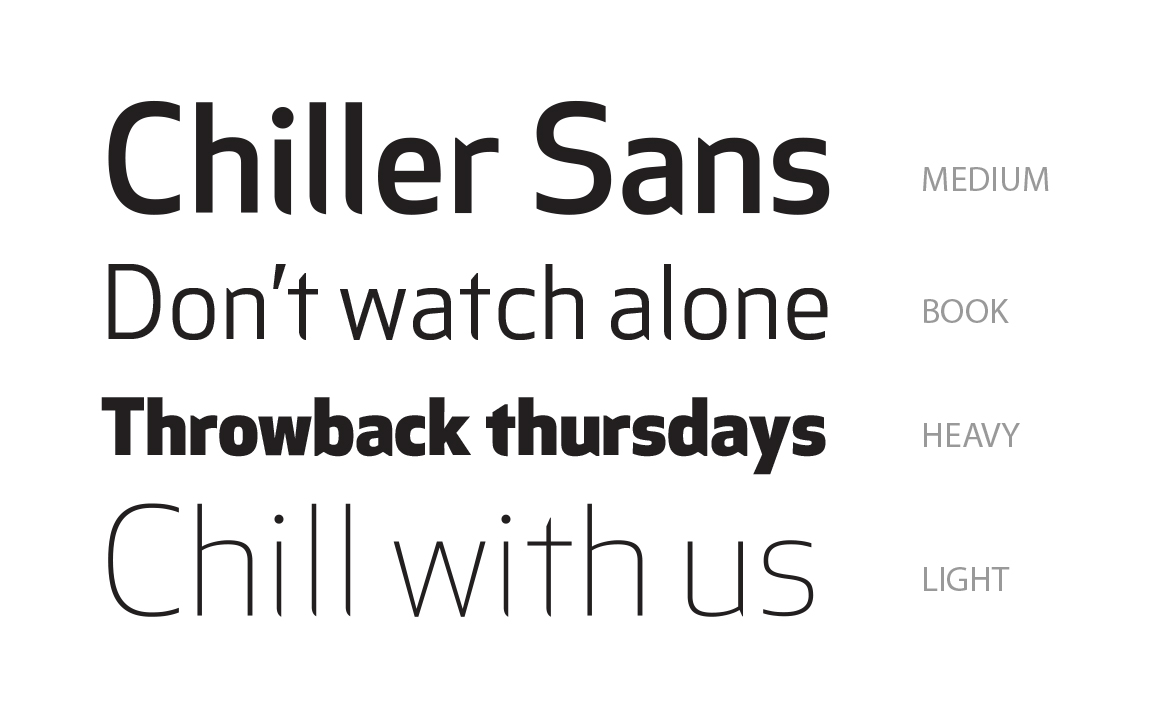 Chiller Sans MEDIUM
Don't watch alone BOOK
Throwback thursdays HEAVY
Chill with us LIGHT